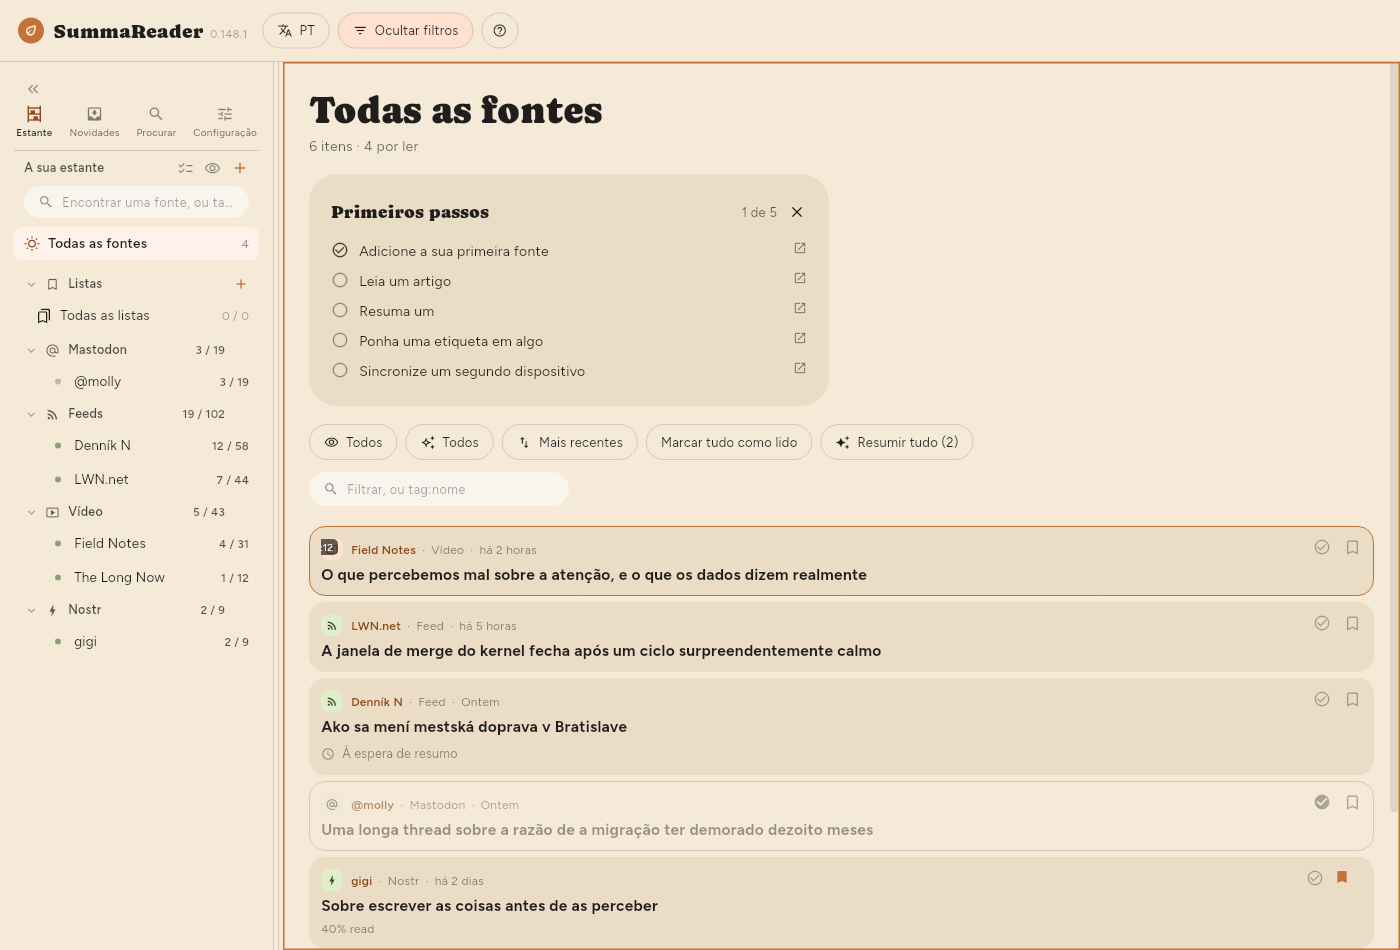 SummaReader 0.148.1
PT
Ocultar filtros
Estante
Novidades
Procurar
Configuração
A sua estante
Encontrar uma fonte, ou ta...
Todas as fontes 4
Listas
Todas as listas 0 / 0
Mastodon 3 / 19
@molly 3 / 19
Feeds 19 / 102
Denník N 12 / 58
LWN.net 7 / 44
Vídeo 5 / 43
Field Notes 4 / 31
The Long Now 1 / 12
Nostr 2 / 9
gigi 2 / 9
Todas as fontes
6 itens · 4 por ler
Primeiros passos 1 de 5
Adicione a sua primeira fonte
Leia um artigo
Resuma um
Ponha uma etiqueta em algo
Sincronize um segundo dispositivo
Todos
Todos
Mais recentes
Marcar tudo como lido
Resumir tudo (2)
Filtrar, ou tag:nome
:12 Field Notes · Vídeo · há 2 horas
O que percebemos mal sobre a atenção, e o que os dados dizem realmente
LWN.net · Feed · há 5 horas
A janela de merge do kernel fecha após um ciclo surpreendentemente calmo
Denník N · Feed · Ontem
Ako sa mení mestská doprava v Bratislave
À espera de resumo
@molly · Mastodon · Ontem
Uma longa thread sobre a razão de a migração ter demorado dezoito meses
gigi · Nostr · há 2 dias
Sobre escrever as coisas antes de as perceber
40% read